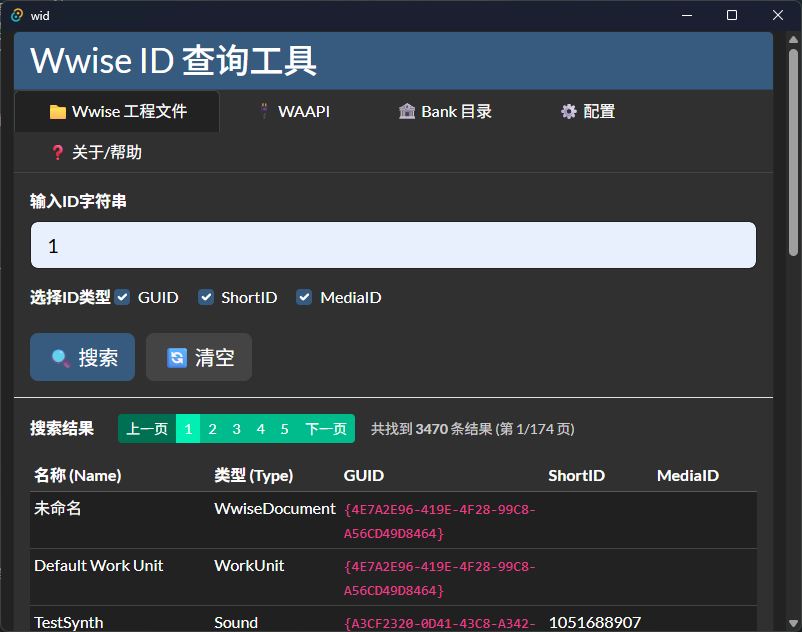 wid
Wwise ID 查询工具
Wwise 工程文件 WAAPI Bank 目录 配置
关于/帮助
输入ID字符串
1
选择ID类型 GUID ShortID MediaID
搜索 清空
搜索结果 上一页 1 2 3 4 5 下一页 共找到 3470 条结果 (第 1/174 页)
名称 (Name) 类型 (Type) GUID ShortID MediaID
未命名 WwiseDocument {4E7A2E96-419E-4F28-99C8-
A56CD49D8464}
Default Work Unit WorkUnit {4E7A2E96-419E-4F28-99C8-
A56CD49D8464}
TestSynth Sound {A3CF2320-0D41-43C8-A342- 1051688907